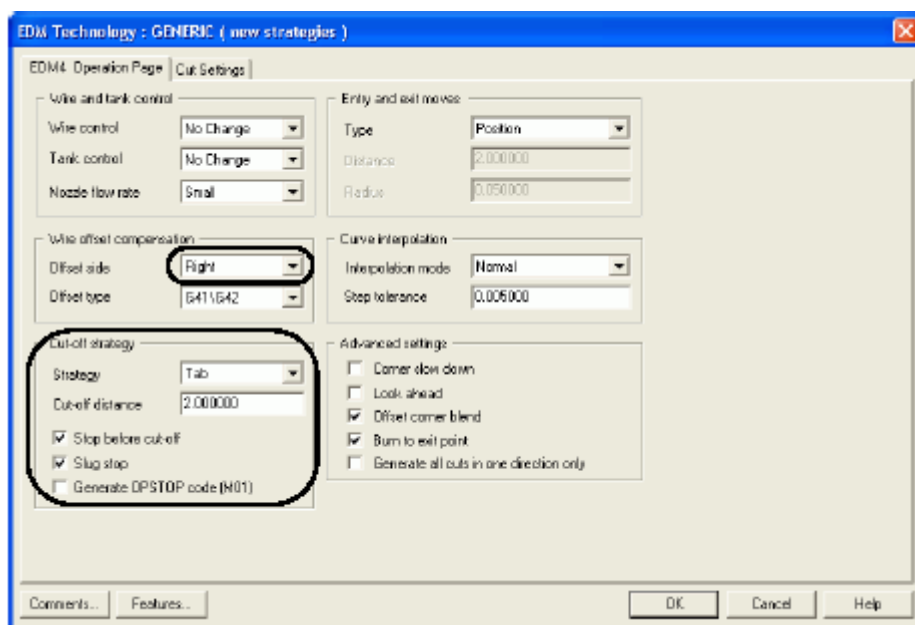 EDM Technology : GENERIC ( new strategies )
EDM4 Operation Page
Cut Settings
Wire and tank control
Wire control
No Change
Tank control
No Change
Nozzle flow rate
Small
Entry and exit moves
Type
Position
Distance
2.000000
Radius
0.050000
Wire offset compensation
Offset side
Right
Offset type
G41\G42
Curve interpolation
Interpolation mode
Normal
Step tolerance
0.005000
Cut-off strategy
Strategy
Tab
Cut-off distance
2.000000
Stop before cut-off
Slug stop
Generate OPSTOP code (M01)
Advanced settings
Corner slow down
Look ahead
Offset corner blend
Burn to exit point
Generate all cuts in one direction only
Comments...
Features...
OK
Cancel
Help